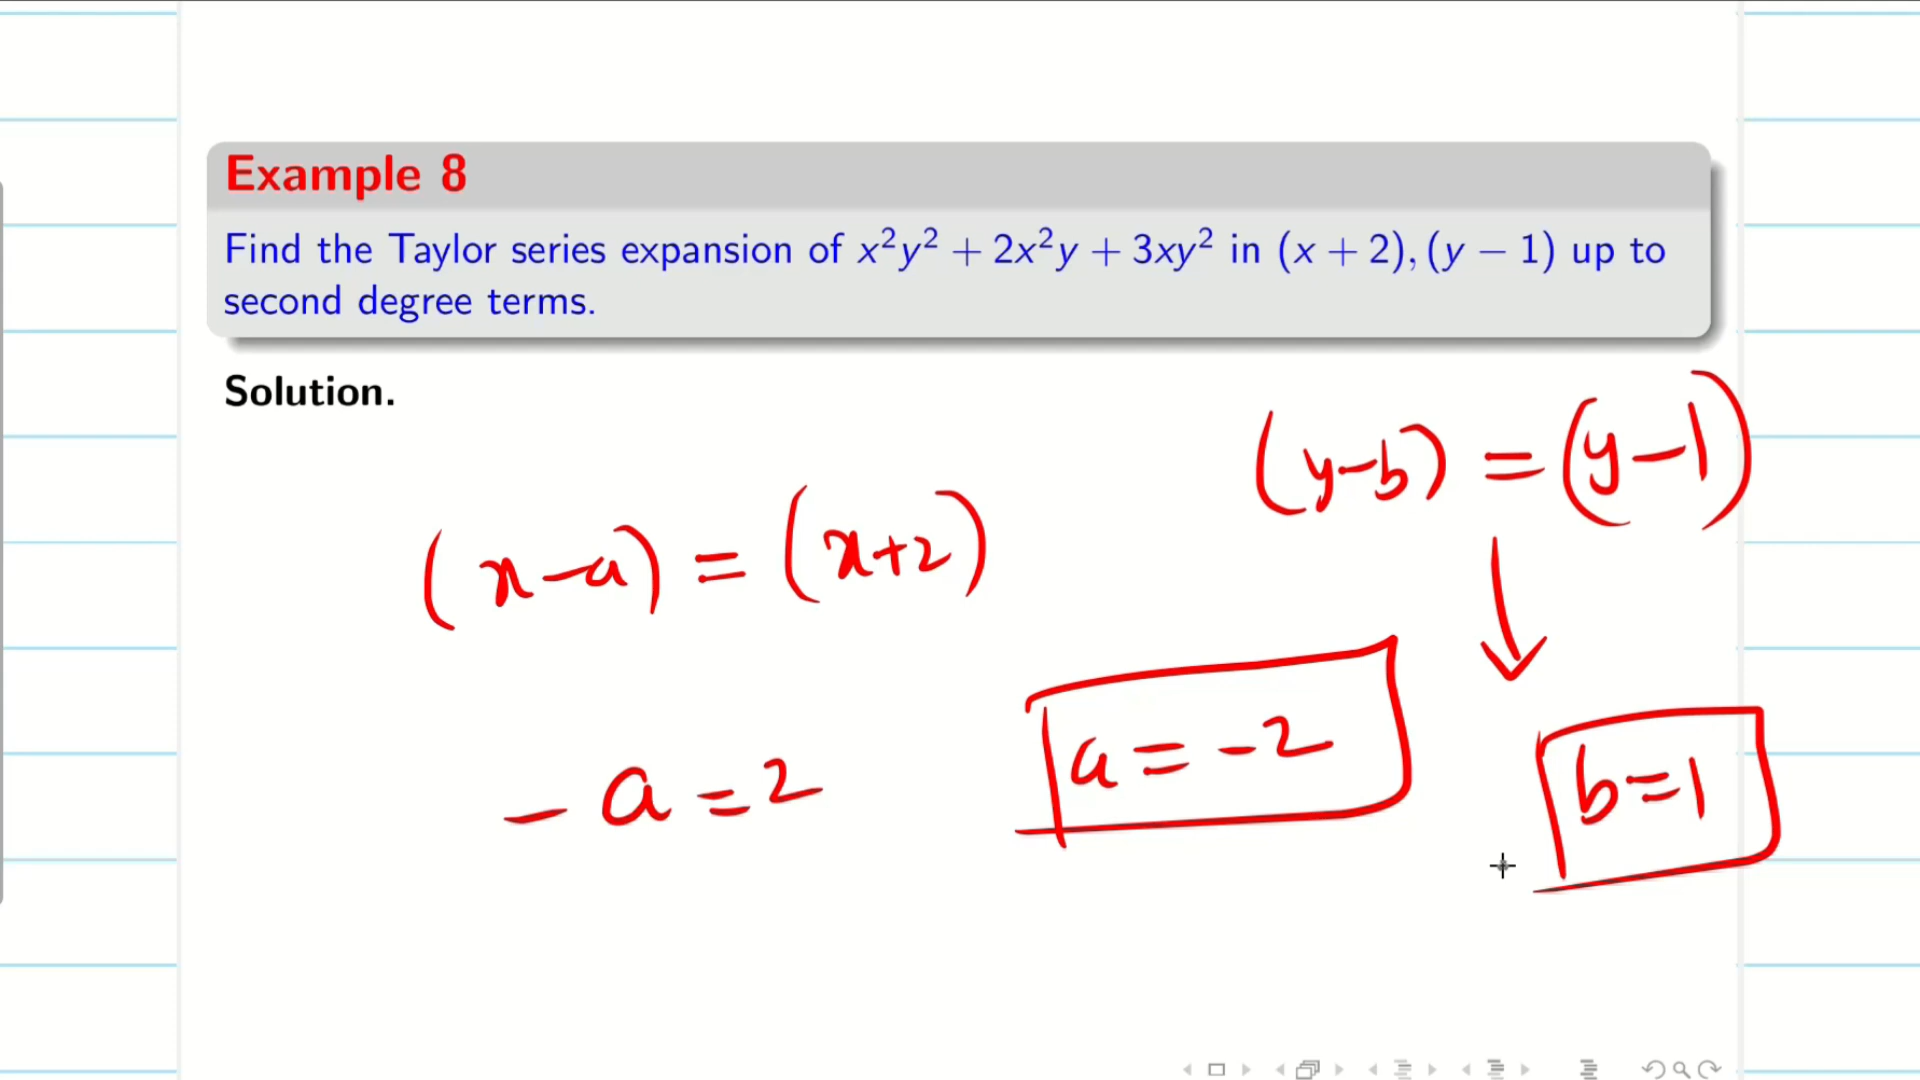 Example 8
Find the Taylor series expansion of x²y² + 2x²y + 3xy² in (x + 2), (y − 1) up to
second degree terms.
Solution.
(y-b) = (y-1)
(x-a) = (x+2)
a = -2
- a = 2
b = 1